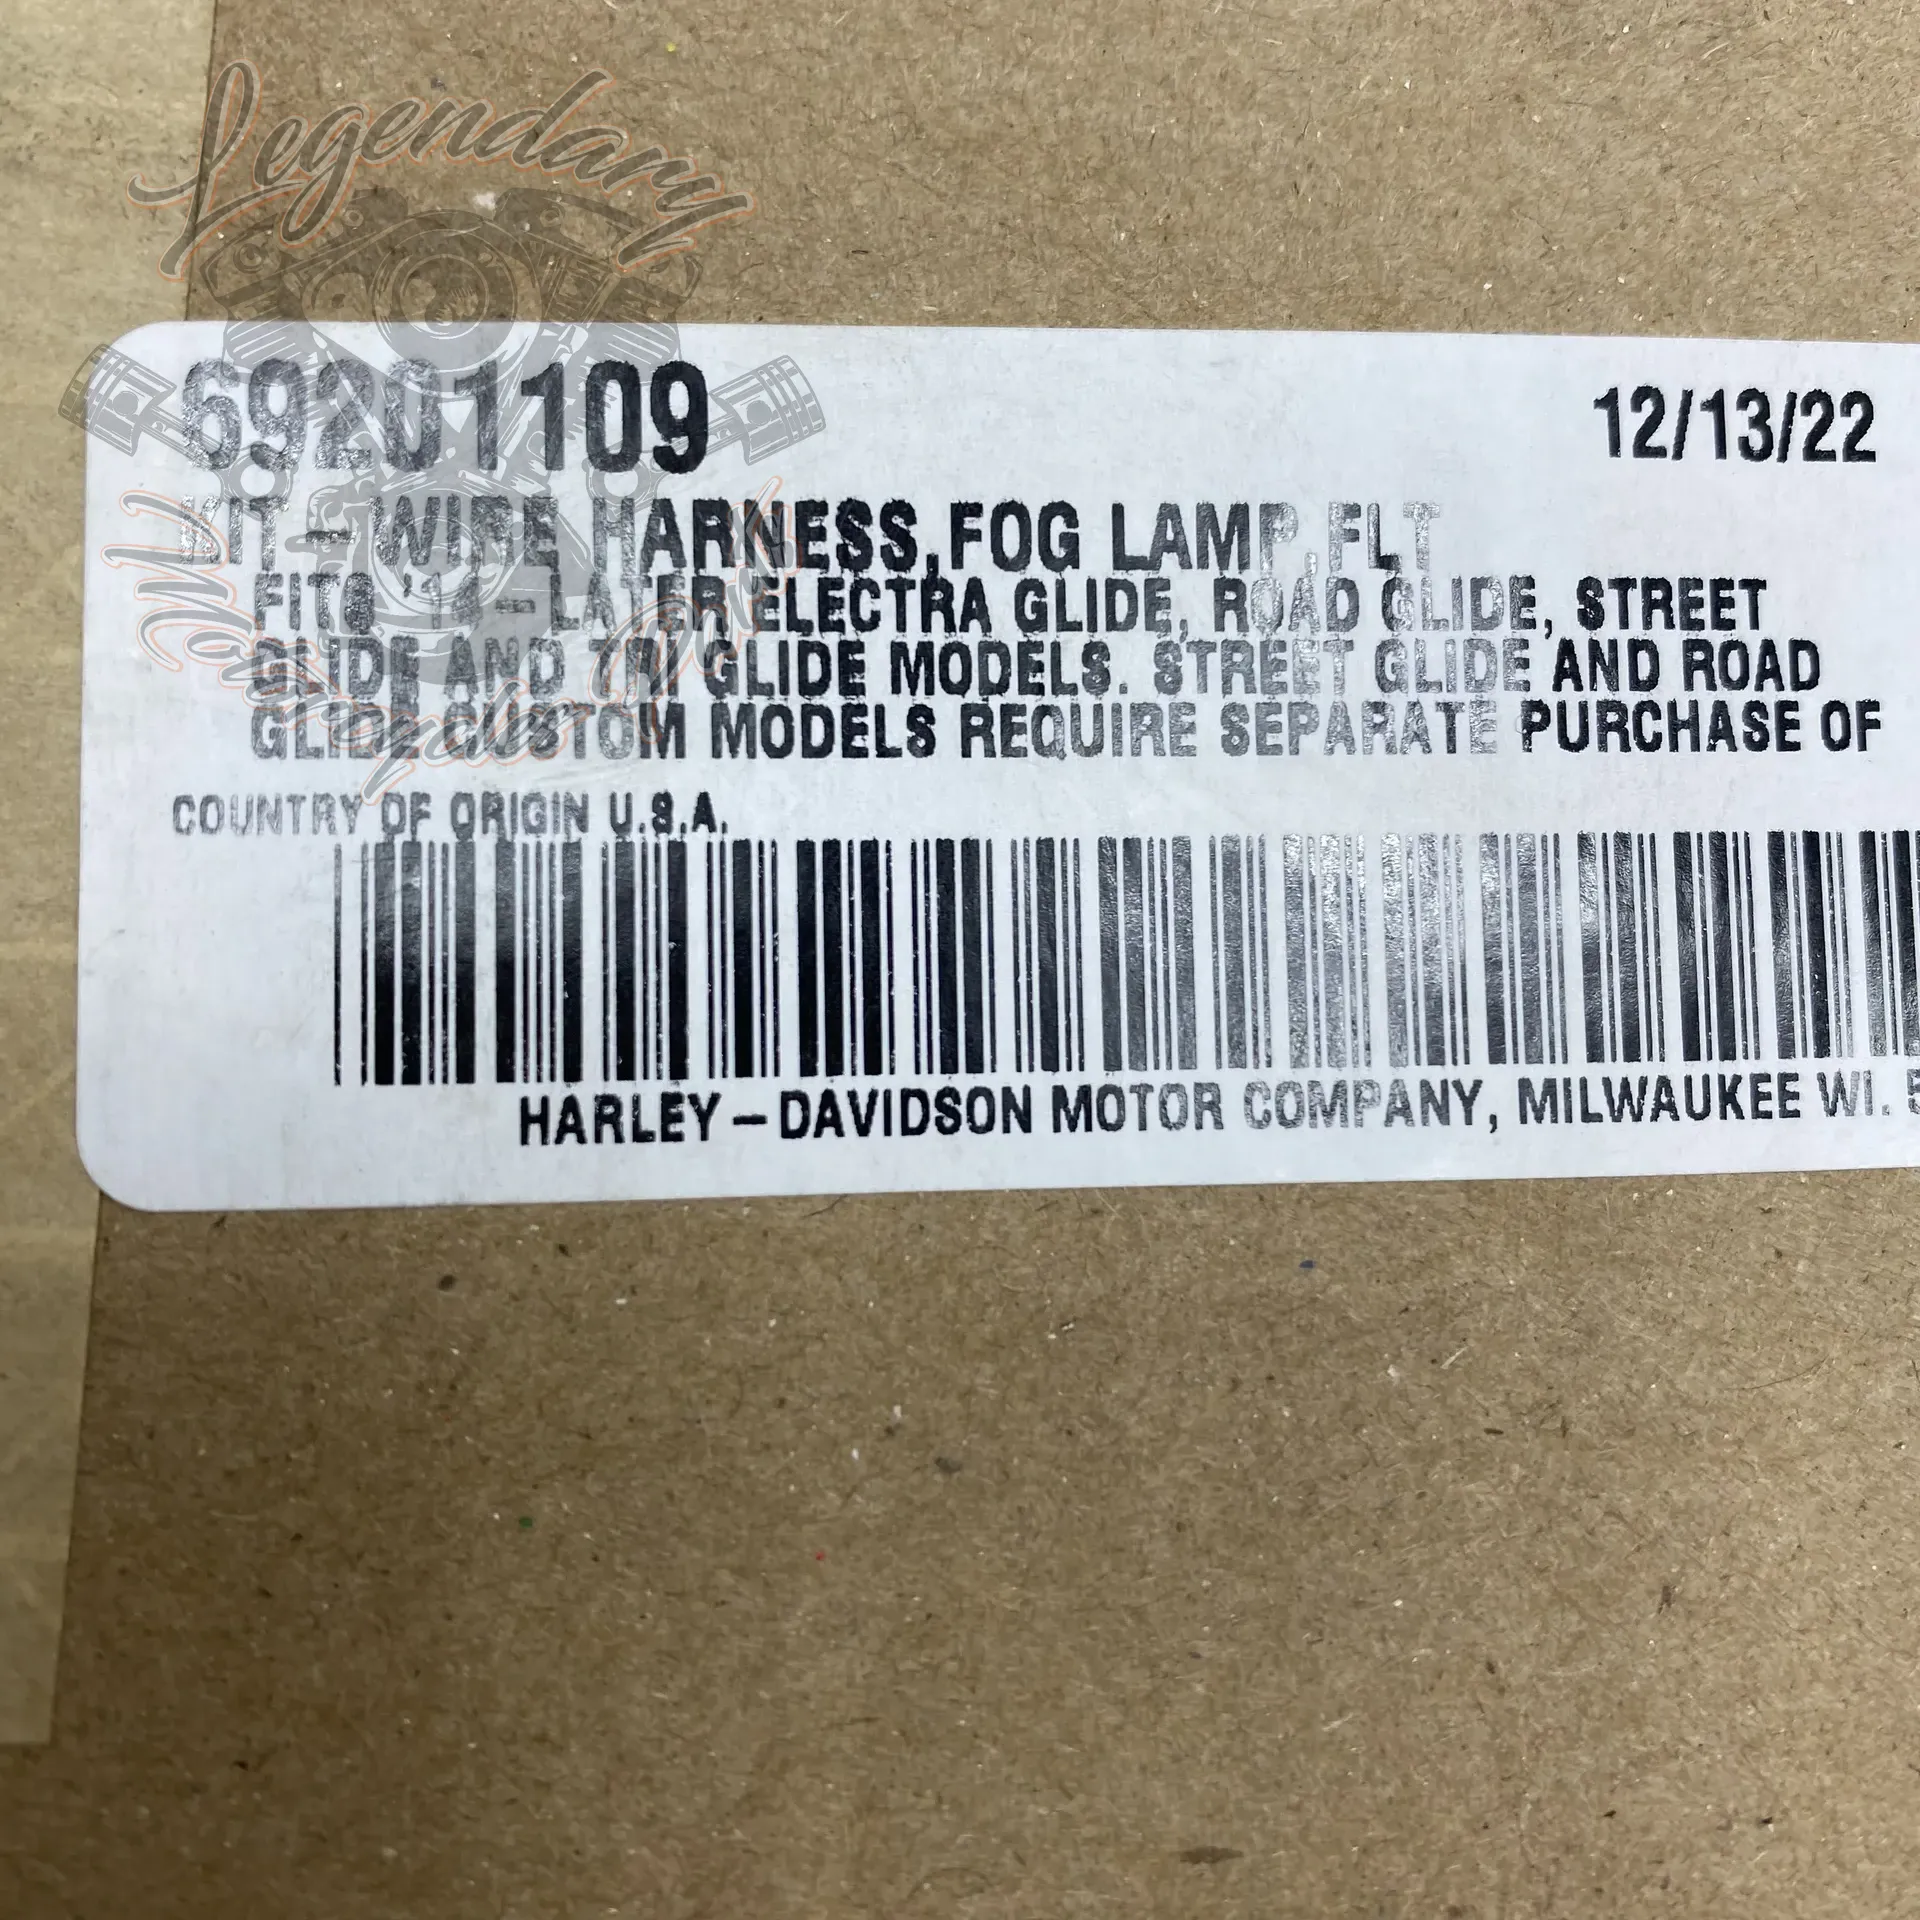 Legendary
69201109
12/13/22
KIT-WIRE HARNESS,FOG LAMP,FLT
FITS '14-LATER ELECTRA GLIDE, ROAD GLIDE, STREET
GLIDE AND TRI GLIDE MODELS. STREET GLIDE AND ROAD
GLIDE CUSTOM MODELS REQUIRE SEPARATE PURCHASE OF
Motorcycles
COUNTRY OF ORIGIN U.S.A.
HARLEY-DAVIDSON MOTOR COMPANY, MILWAUKEE WI.